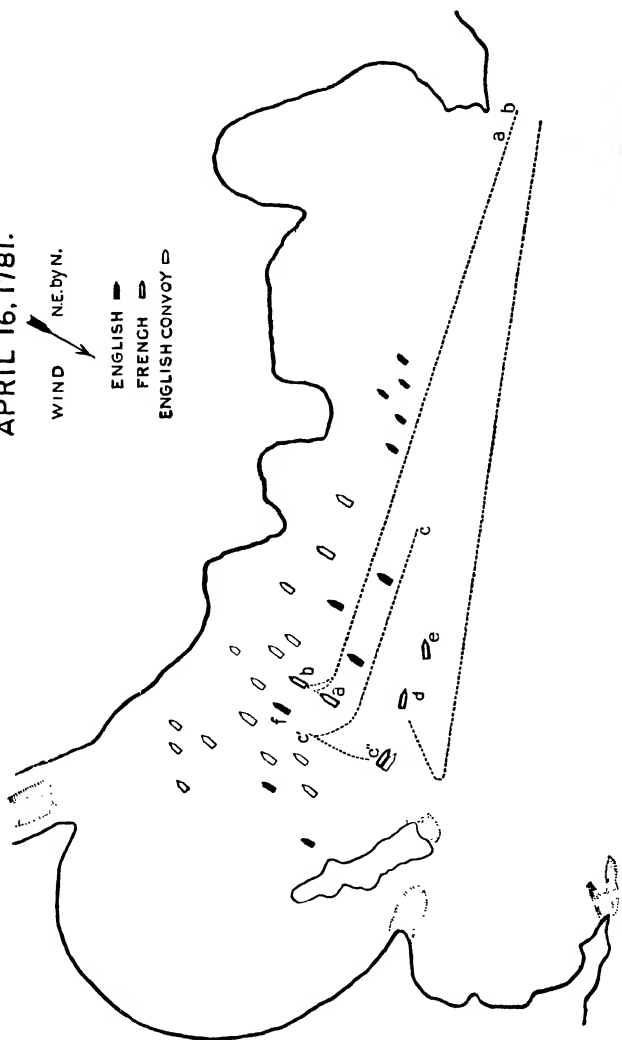 APRIL 16, 1781.
WIND N.E. by N.
ENGLISH
FRENCH
ENGLISH CONVOY
a
b
c
e
b
a
d
f
c'
c"